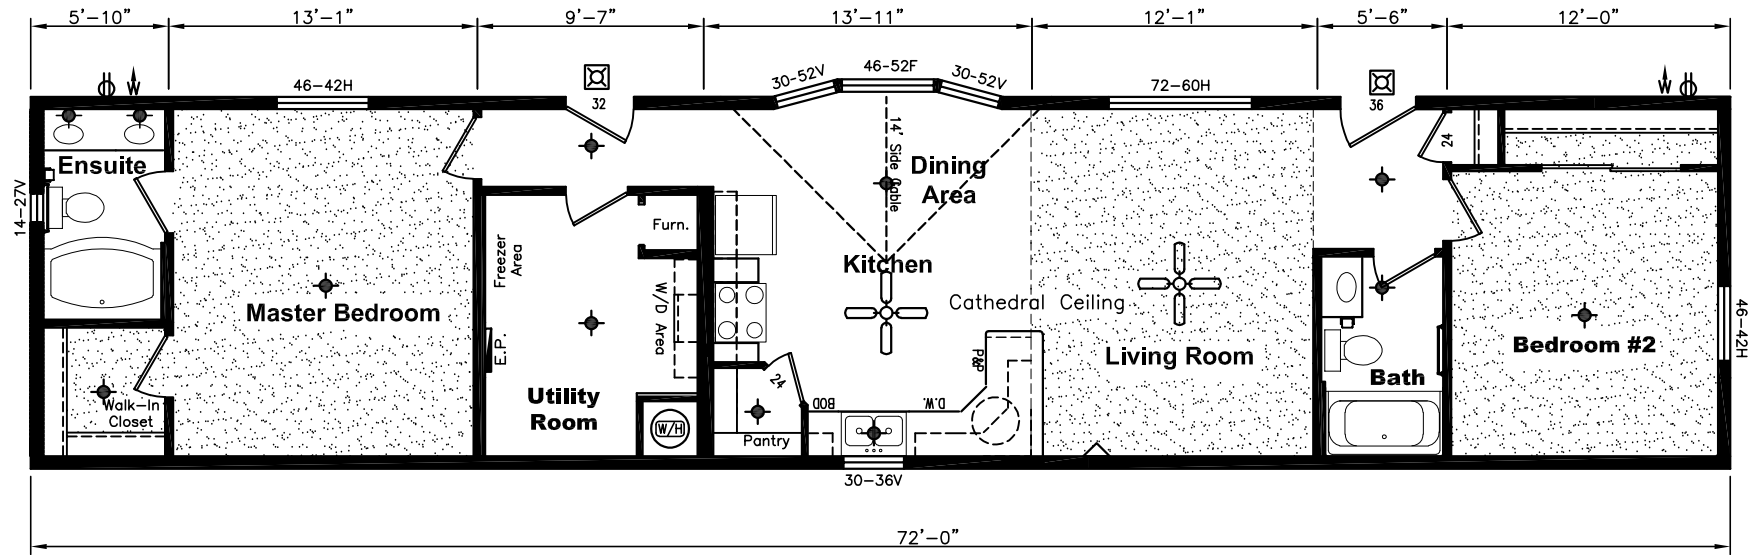 5'-10"
13'-1"
9'-7"
13'-11"
12'-1"
5'-6"
12'-0"
46-42H
32
30-52V
46-52F
30-52V
72-60H
36
W
W
14-27V
Ensuite
14' Side Gable
Dining
Area
24
Furn.
Freezer
Area
Kitchen
Cathedral Ceiling
Master Bedroom
W/D Area
E.P.
Living Room
Bedroom #2
46-42H
P&P
24
Bath
Walk-In
Closet
Utility
Room
BOD
D.W.
W/H
Pantry
30-36V
72'-0"